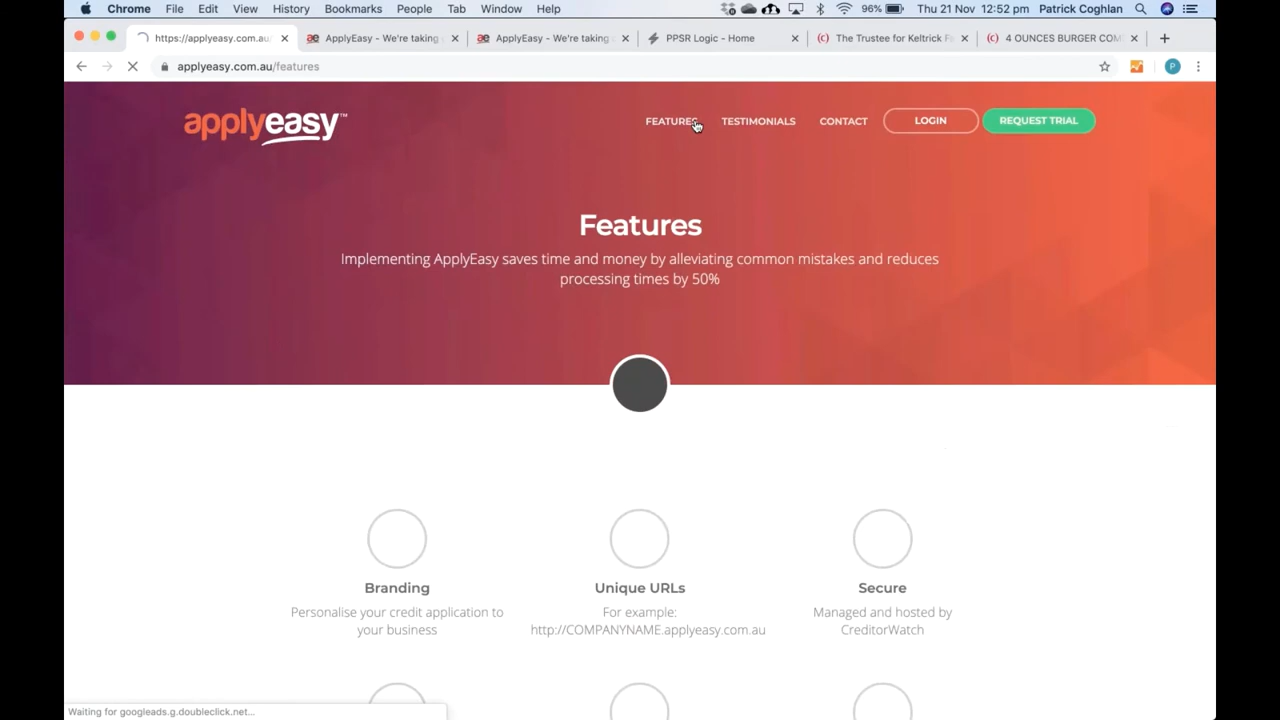 Chrome File Edit View History Bookmarks People Tab Window Help 96% Thu 21 Nov 12:52 pm Patrick Coghlan
https://applyeasy.com.au/ ApplyEasy - We're taking ApplyEasy - We're taking PPSR Logic - Home The Trustee for Keltrick 4 OUNCES BURGER COM
applyeasy.com.au/features P
applyeasy™ FEATURES TESTIMONIALS CONTACT LOGIN REQUEST TRIAL
Features
Implementing ApplyEasy saves time and money by alleviating common mistakes and reduces
processing times by 50%
Branding Unique URLs Secure
Personalise your credit application to For example: Managed and hosted by
your business http://COMPANYNAME.applyeasy.com.au CreditorWatch
Waiting for googleads.g.doubleclick.net...